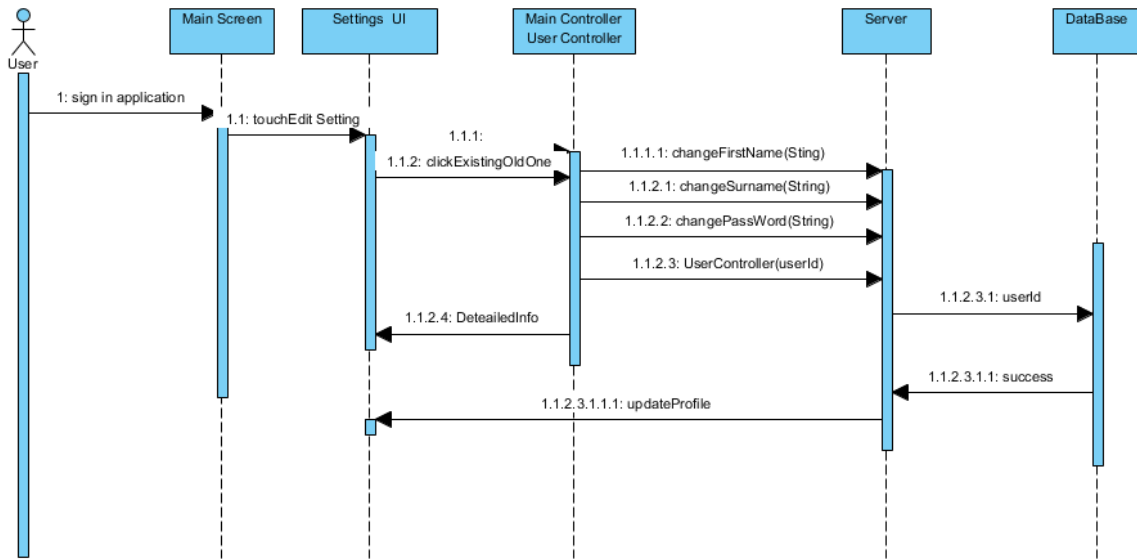 Main Screen
Settings UI
Main Controller
User Controller
Server
DataBase
User
1: sign in application
1.1: touchEdit Setting
1.1.1:
1.1.2: clickExistingOldOne
1.1.1.1: changeFirstName(Sting)
1.1.2.1: changeSurname(String)
1.1.2.2: changePassWord(String)
1.1.2.3: UserController(userId)
1.1.2.3.1: userId
1.1.2.4: DeteailedInfo
1.1.2.3.1.1: success
1.1.2.3.1.1.1: updateProfile